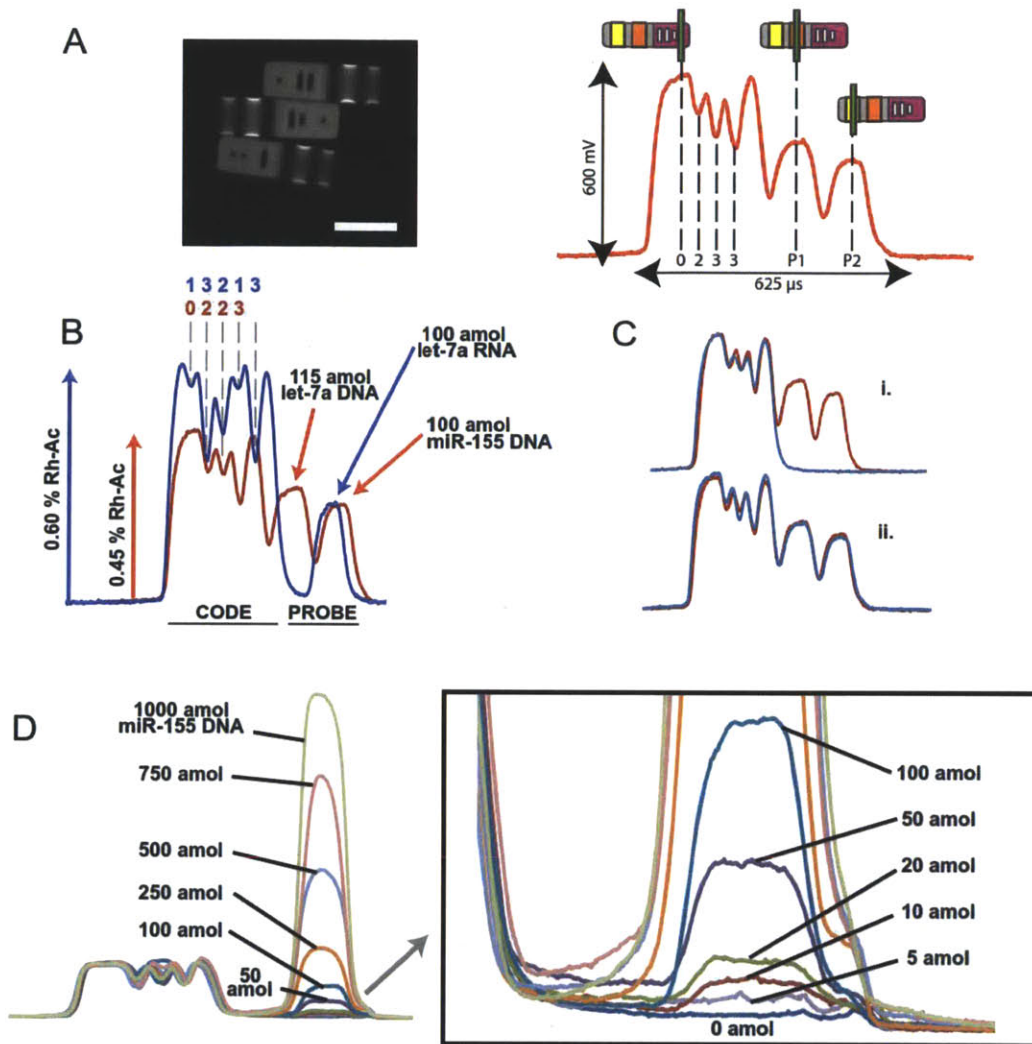 A
600 mV
0 2 3 3 P1 P2
625 µs
B
1 3 2 1 3
0 2 2 3
100 amol
let-7a RNA
115 amol
let-7a DNA
100 amol
miR-155 DNA
0.60 % Rh-Ac
0.45 % Rh-Ac
CODE PROBE
C
i.
ii.
D
1000 amol
miR-155 DNA
750 amol
500 amol
250 amol
100 amol
50
amol
100 amol
50 amol
20 amol
10 amol
5 amol
0 amol